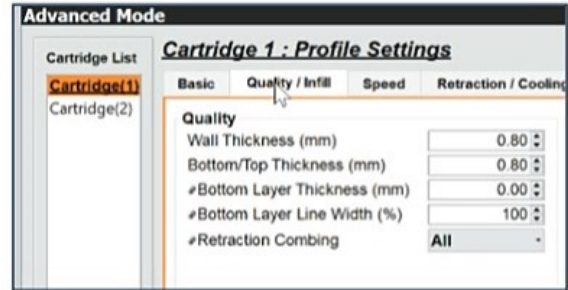 Advanced Mode
Cartridge List
Cartridge(1)
Cartridge(2)
Cartridge 1 : Profile Settings
Basic Quality / Infill Speed Retraction / Cooling
Quality
Wall Thickness (mm) 0.80
Bottom/Top Thickness (mm) 0.80
#Bottom Layer Thickness (mm) 0.00
#Bottom Layer Line Width (%) 100
#Retraction Combing All